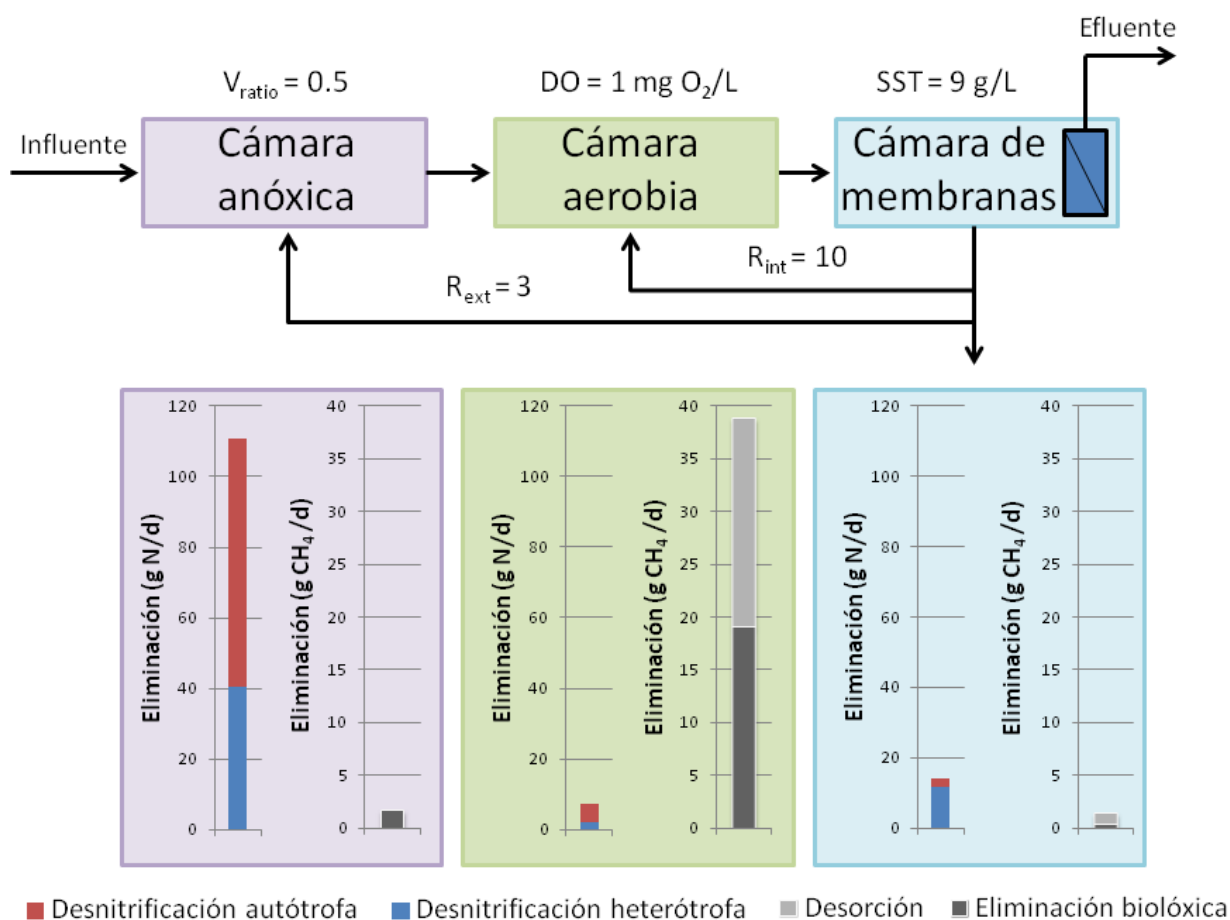 Efluente
V_ratio = 0.5
DO = 1 mg O₂/L
SST = 9 g/L
Influente
Cámara
anóxica
Cámara
aerobia
Cámara de
membranas
R_int = 10
R_ext = 3
Eliminación (g N/d)
120
100
80
60
40
20
0
Eliminación (g CH₄/d)
40
35
30
25
20
15
10
5
0
Eliminación (g N/d)
120
100
80
60
40
20
0
Eliminación (g CH₄/d)
40
35
30
25
20
15
10
5
0
Eliminación (g N/d)
120
100
80
60
40
20
0
Eliminación (g CH₄/d)
40
35
30
25
20
15
10
5
0
Desnitrificación autótrofa
Desnitrificación heterótrofa
Desorción
Eliminación biolóxica